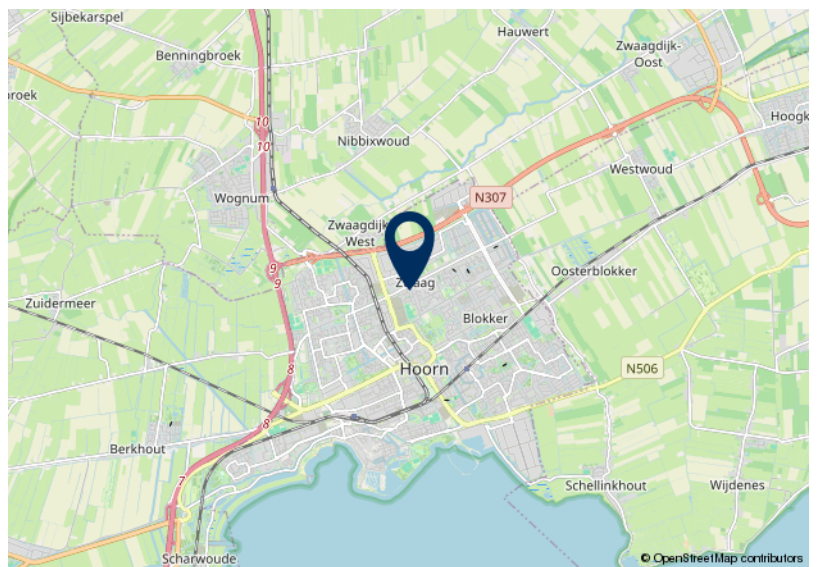 Sijbekarspel
Hauwert
Benningbroek
Zwaagdijk-
Oost
broek
10
10
Hoogk
Nibbixwoud
Westwoud
Wognum
N307
Zwaagdijk
West
9
9
Oosterblokker
Zuidermeer
Blokker
8
Hoorn
N506
8
Berkhout
7
Schellinkhout
Wijdenes
Scharwoude
© OpenStreetMap contributors